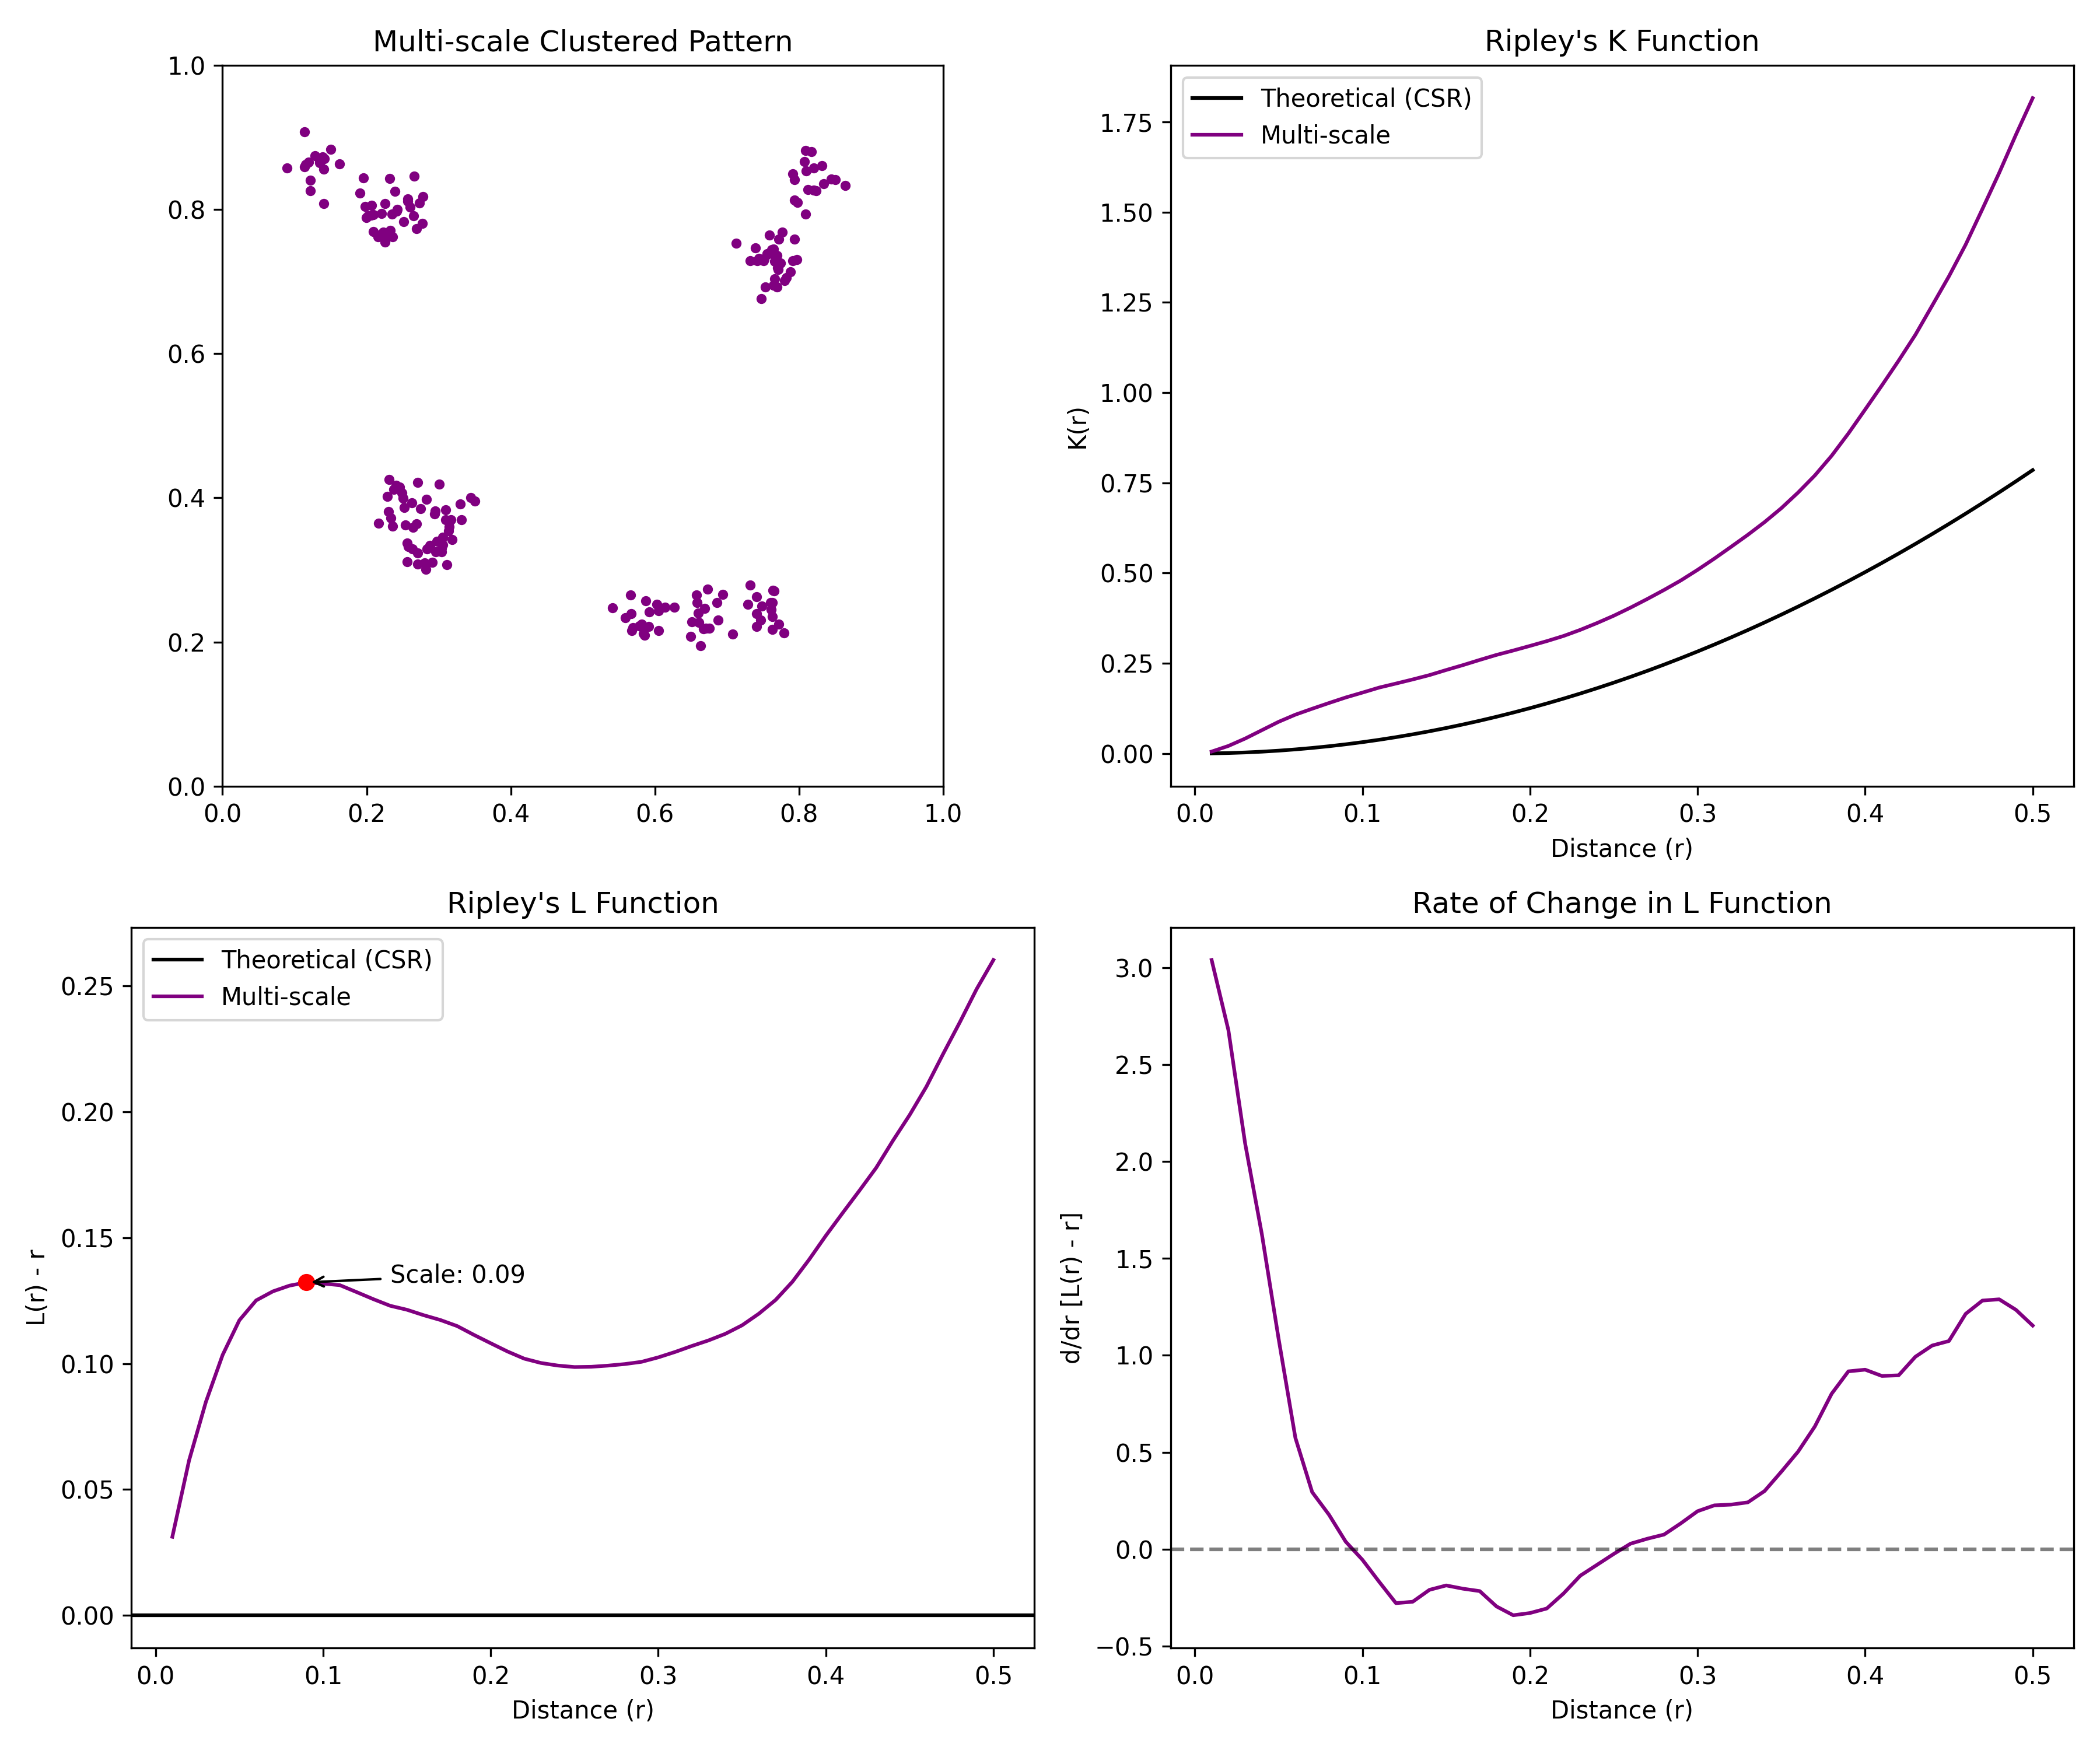 Multi-scale Clustered Pattern
1.0
0.8
0.6
0.4
0.2
0.0
0.0 0.2 0.4 0.6 0.8 1.0
Ripley's K Function
Theoretical (CSR)
Multi-scale
K(r)
1.75
1.50
1.25
1.00
0.75
0.50
0.25
0.00
0.0 0.1 0.2 0.3 0.4 0.5
Distance (r)
Ripley's L Function
Theoretical (CSR)
Multi-scale
L(r) - r
0.25
0.20
0.15
0.10
0.05
0.00
Scale: 0.09
0.0 0.1 0.2 0.3 0.4 0.5
Distance (r)
Rate of Change in L Function
d/dr [L(r) - r]
3.0
2.5
2.0
1.5
1.0
0.5
0.0
−0.5
0.0 0.1 0.2 0.3 0.4 0.5
Distance (r)